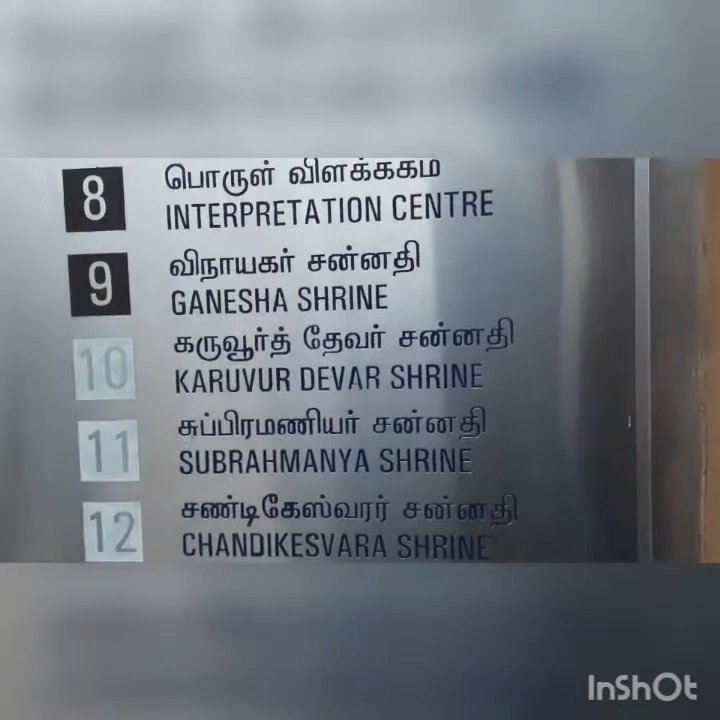 8 பொருள் விளக்ககம
INTERPRETATION CENTRE
9 விநாயகர் சன்னதி
GANESHA SHRINE
10 கருவூர்த் தேவர் சன்னதி
KARUVUR DEVAR SHRINE
11 சுப்பிரமணியர் சன்னதி
SUBRAHMANYA SHRINE
12 சண்டிகேஸ்வரர் சன்னதி
CHANDIKESVARA SHRINE
InShOt